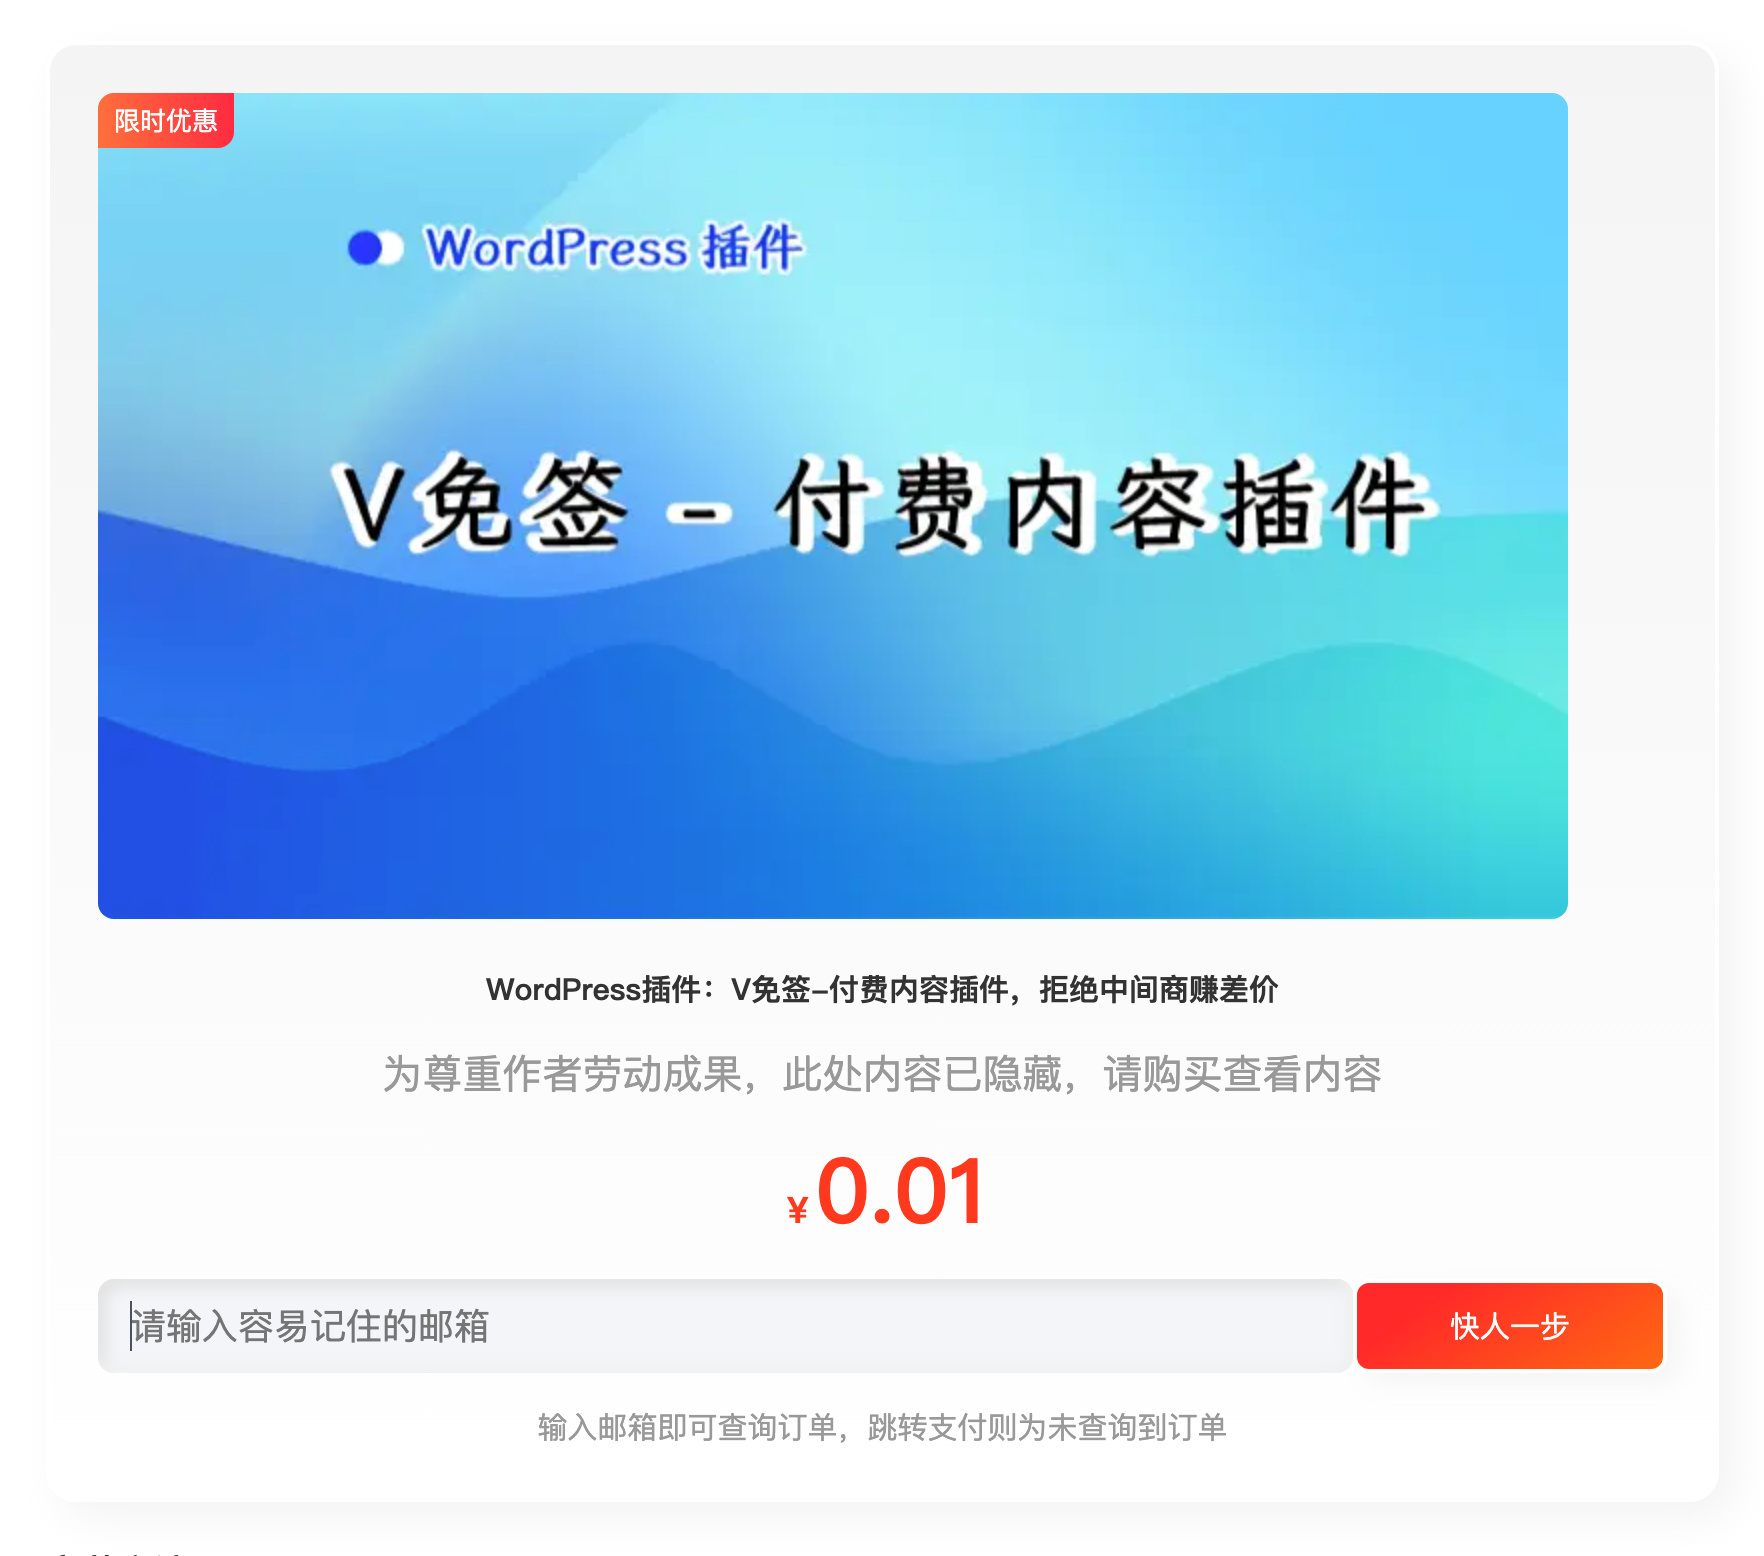 限时优惠
WordPress 插件
V免签 - 付费内容插件
WordPress插件：V免签–付费内容插件，拒绝中间商赚差价
为尊重作者劳动成果，此处内容已隐藏，请购买查看内容
¥0.01
请输入容易记住的邮箱
快人一步
输入邮箱即可查询订单，跳转支付则为未查询到订单